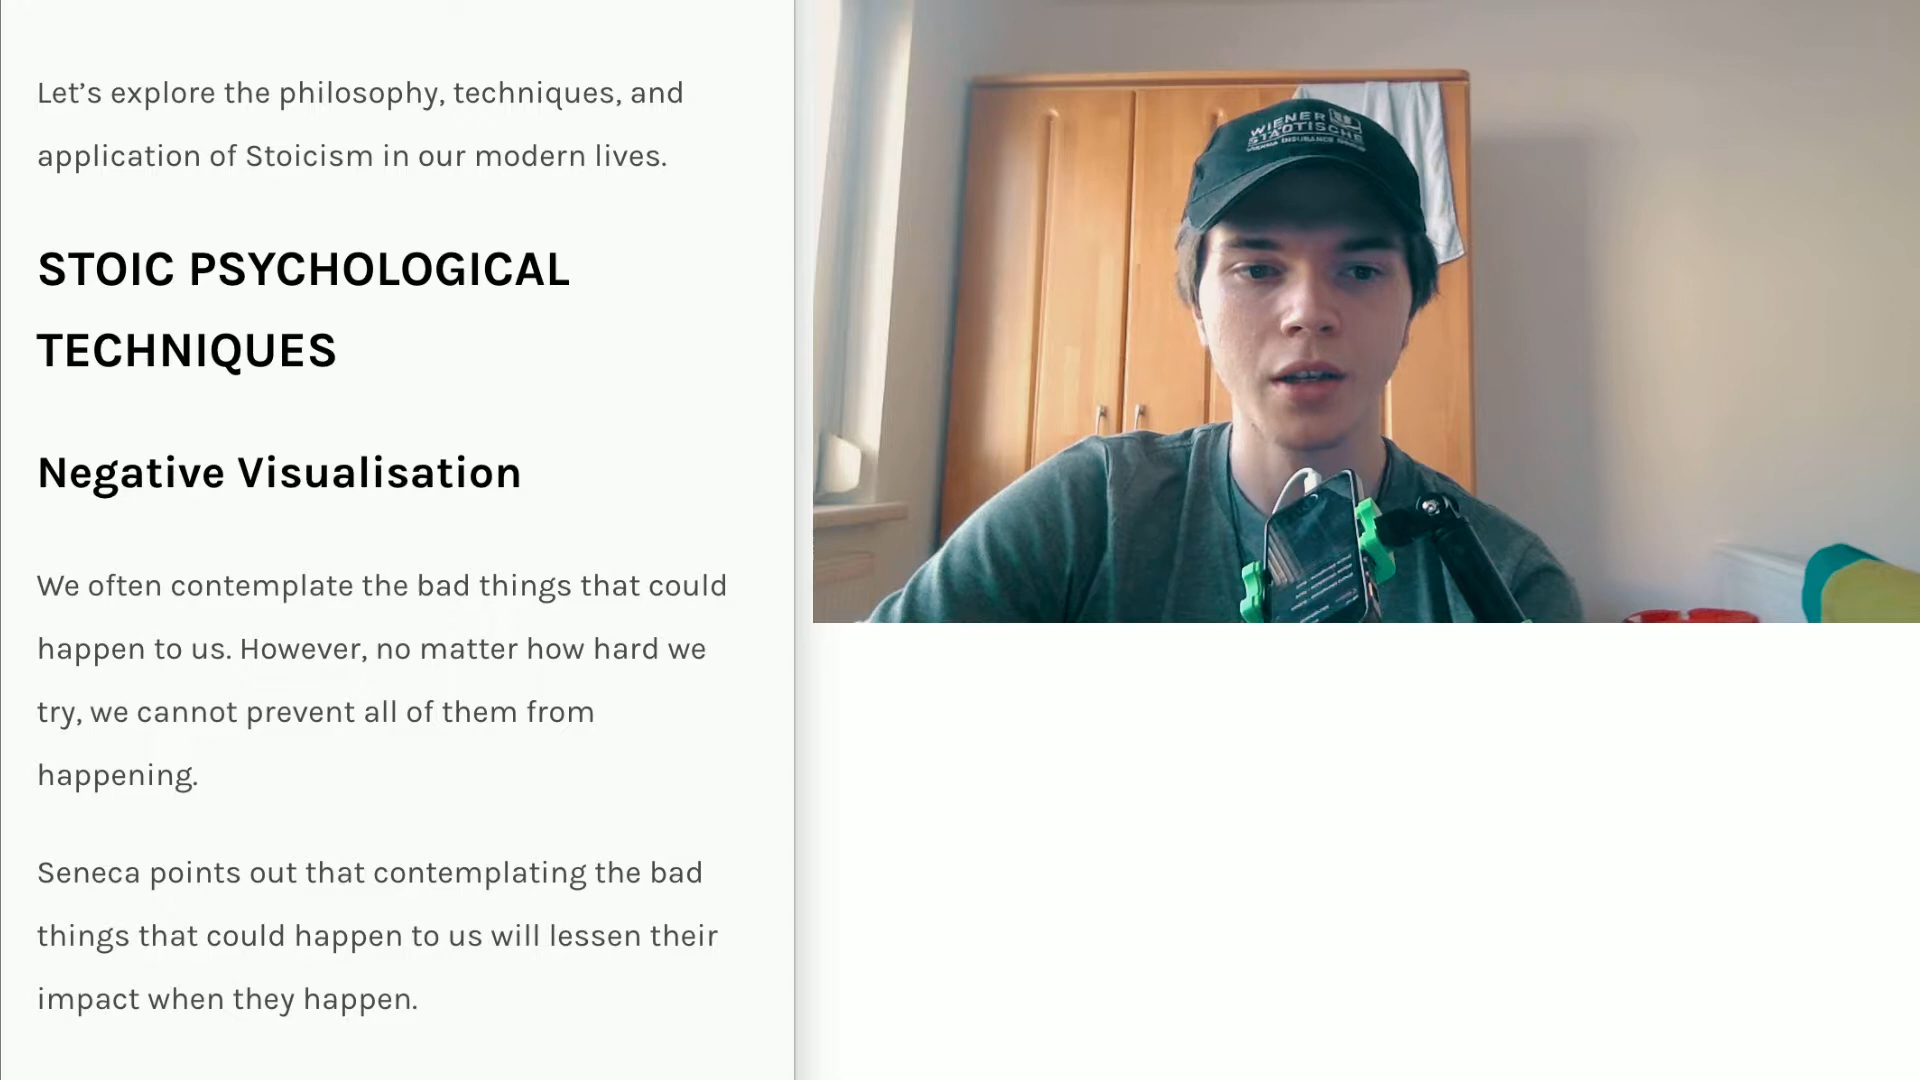 Let’s explore the philosophy, techniques, and
application of Stoicism in our modern lives.
STOIC PSYCHOLOGICAL
TECHNIQUES
Negative Visualisation
We often contemplate the bad things that could
happen to us. However, no matter how hard we
try, we cannot prevent all of them from
happening.
Seneca points out that contemplating the bad
things that could happen to us will lessen their
impact when they happen.
WIENER
STÄDTISCHE
VIENNA INSURANCE GROUP